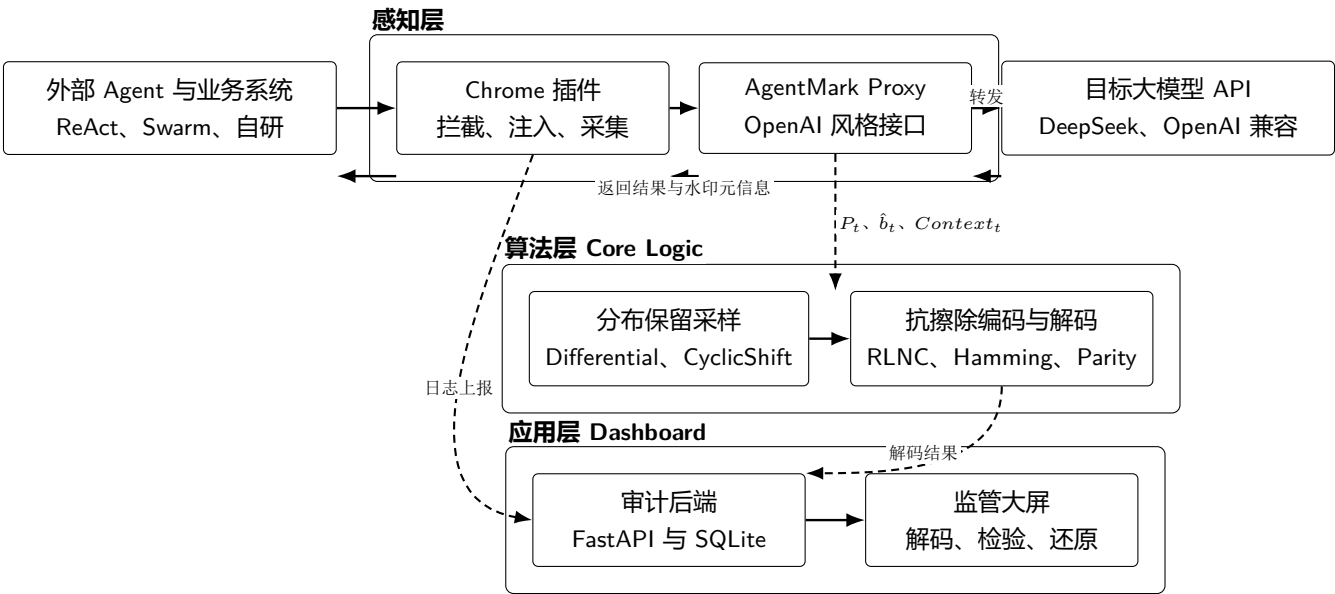 感知层
外部 Agent 与业务系统
ReAct、Swarm、自研
Chrome 插件
拦截、注入、采集
AgentMark Proxy
OpenAI 风格接口
转发
目标大模型 API
DeepSeek、OpenAI 兼容
返回结果与水印元信息
P_t、b̂_t、Context_t
算法层 Core Logic
分布保留采样
Differential、CyclicShift
抗擦除编码与解码
RLNC、Hamming、Parity
日志上报
应用层 Dashboard
解码结果
审计后端
FastAPI 与 SQLite
监管大屏
解码、检验、还原